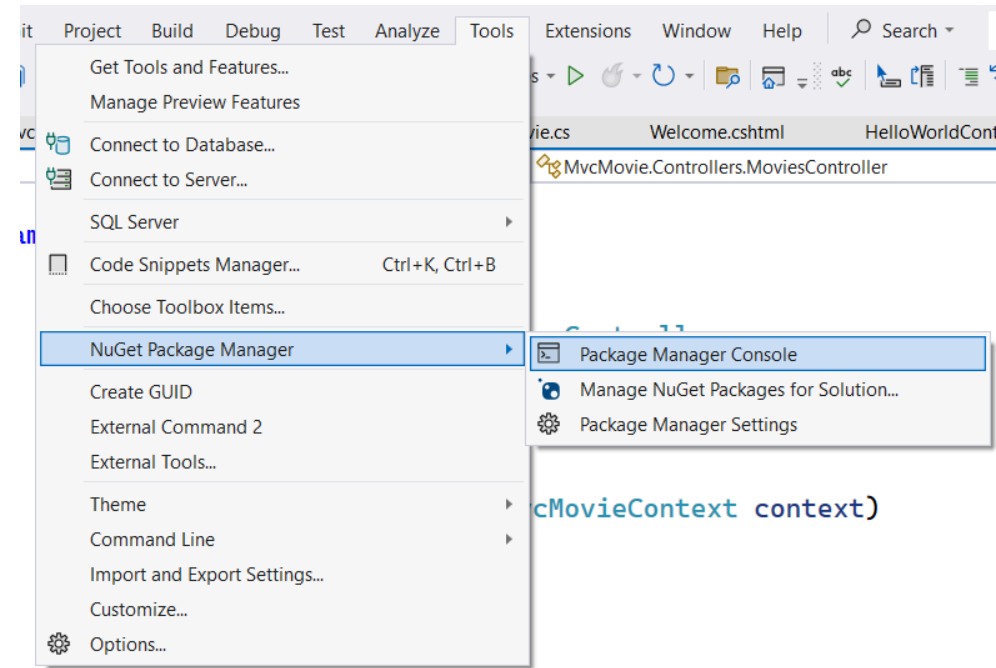 it Project Build Debug Test Analyze Tools Extensions Window Help Search
Get Tools and Features...
Manage Preview Features
s
abc
vc
vie.cs Welcome.cshtml HelloWorldCont
Connect to Database...
MvcMovie.Controllers.MoviesController
Connect to Server...
SQL Server
am
Code Snippets Manager... Ctrl+K, Ctrl+B
Choose Toolbox Items...
NuGet Package Manager
Package Manager Console
Create GUID
Manage NuGet Packages for Solution...
External Command 2
Package Manager Settings
External Tools...
Theme
cMovieContext context)
Command Line
Import and Export Settings...
Customize...
Options...